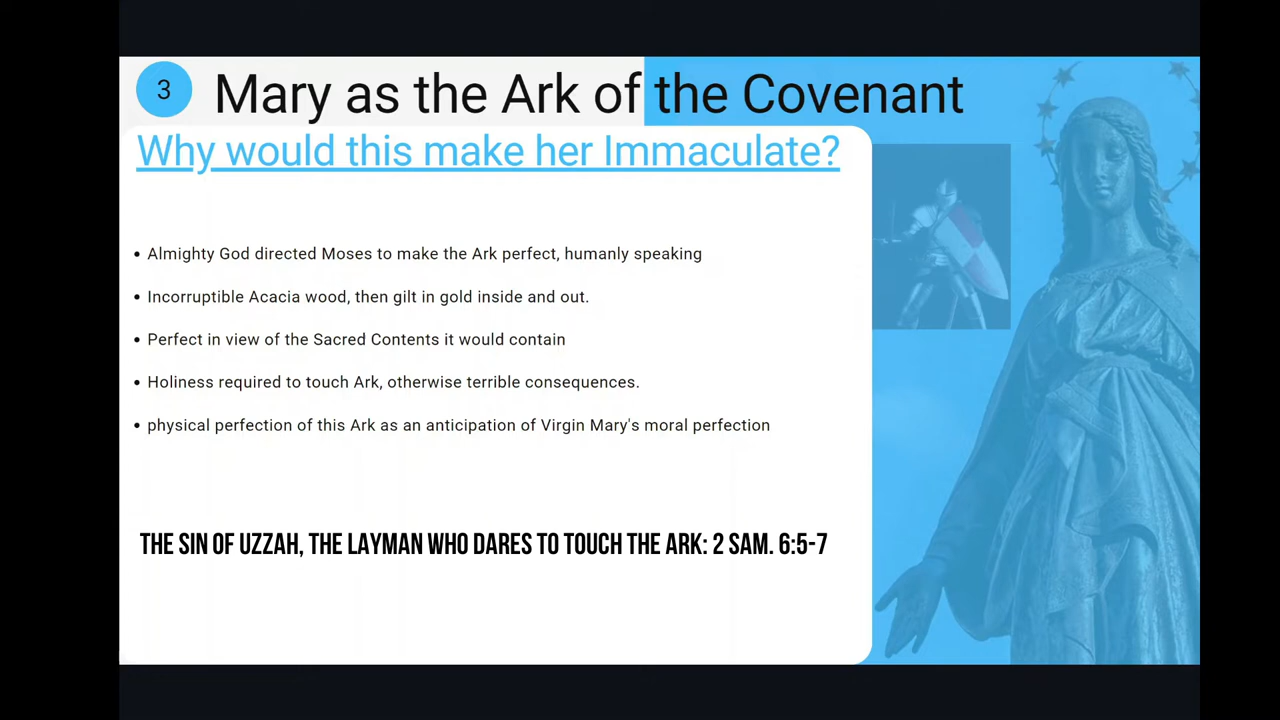 3
Mary as the Ark of the Covenant
Why would this make her Immaculate?
• Almighty God directed Moses to make the Ark perfect, humanly speaking
• Incorruptible Acacia wood, then gilt in gold inside and out.
• Perfect in view of the Sacred Contents it would contain
• Holiness required to touch Ark, otherwise terrible consequences.
• physical perfection of this Ark as an anticipation of Virgin Mary's moral perfection
THE SIN OF UZZAH, THE LAYMAN WHO DARES TO TOUCH THE ARK: 2 SAM. 6:5-7